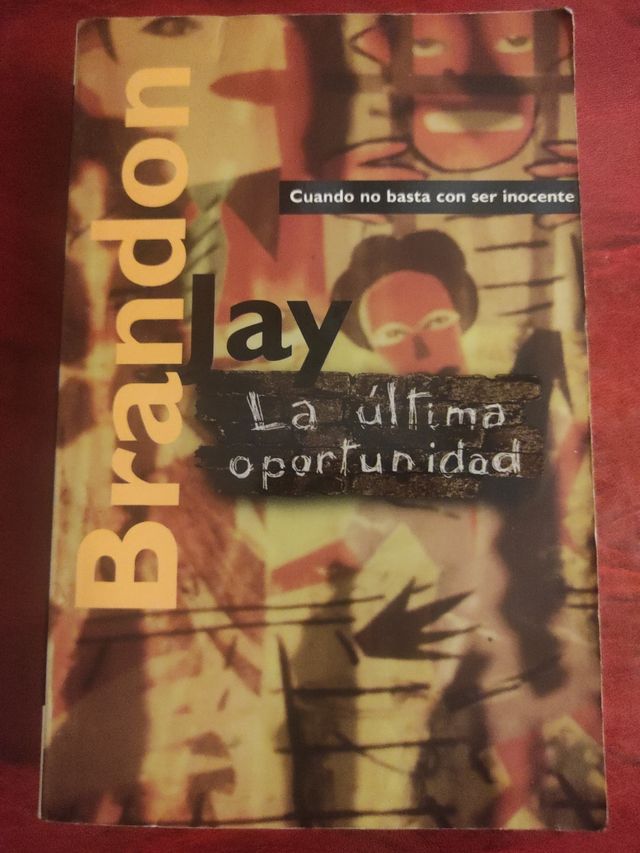 Brandon
Cuando no basta con ser inocente
Jay
La última
oportunidad